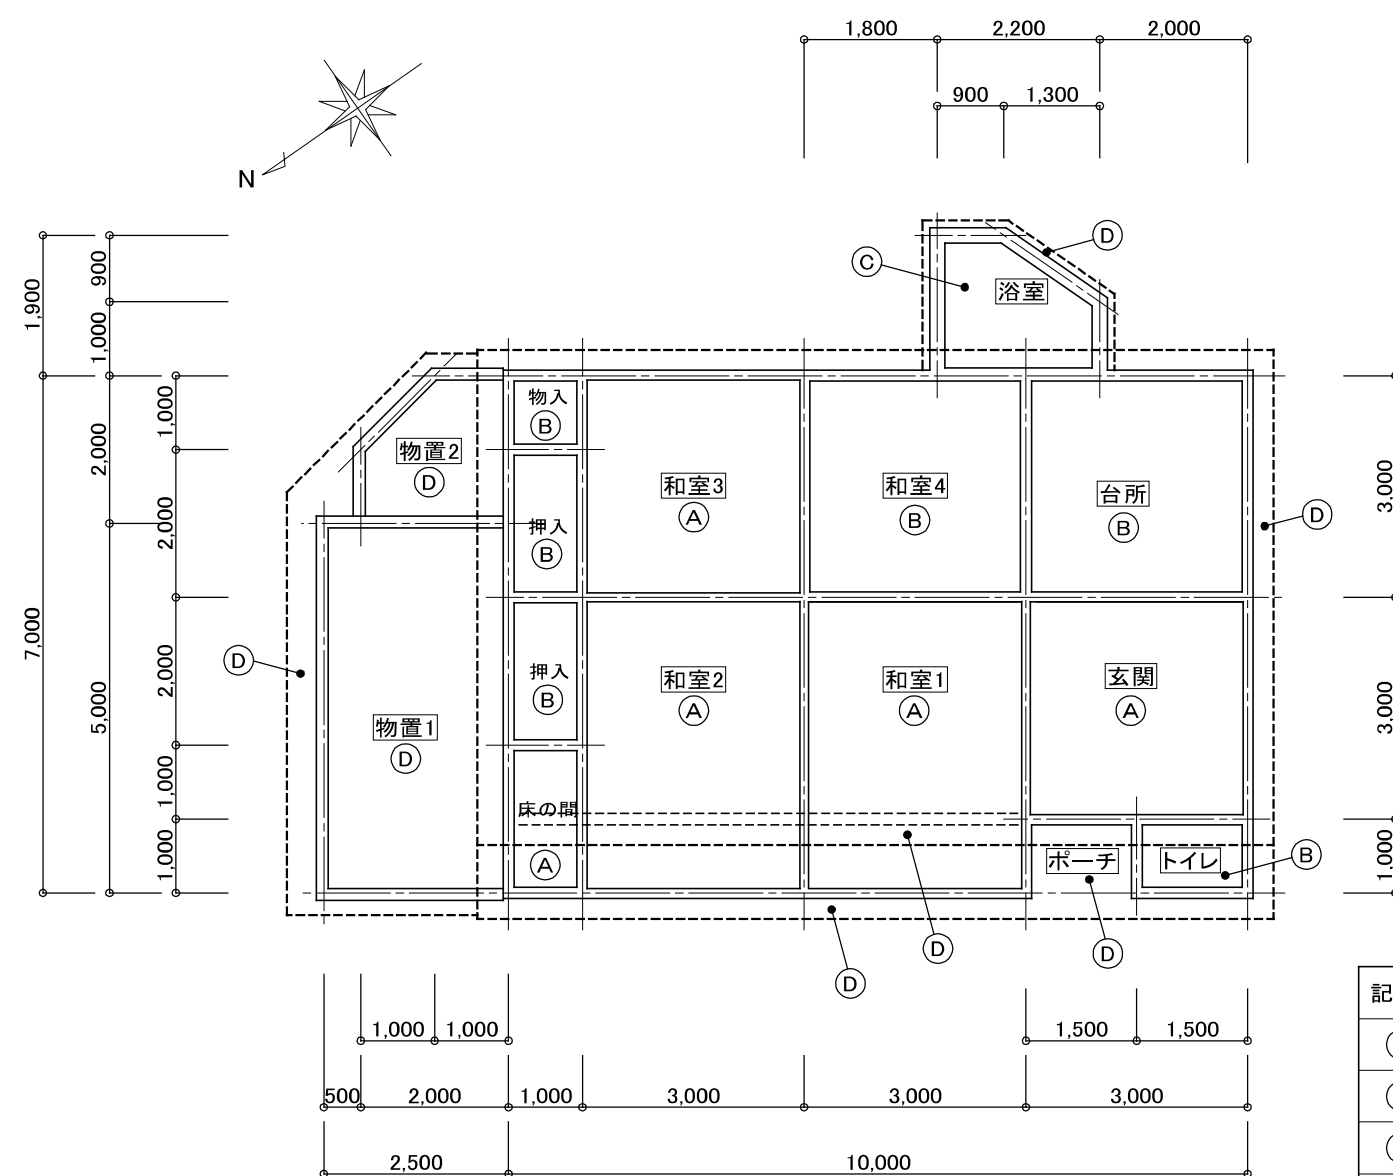 1,800
2,200
2,000
900
1,300
N
1,900
900
1,000
7,000
2,000
5,000
1,000
2,000
2,000
1,000
1,000
D
C
浴室
物入
B
物置2
D
和室3
A
和室4
B
台所
B
D
押入
B
3,000
D
押入
B
和室2
A
和室1
A
玄関
A
3,000
物置1
D
床の間
A
ポーチ
トイレ
B
1,000
D
D
D
記
1,000
1,000
1,500
1,500
500
2,000
1,000
3,000
3,000
3,000
2,500
10,000